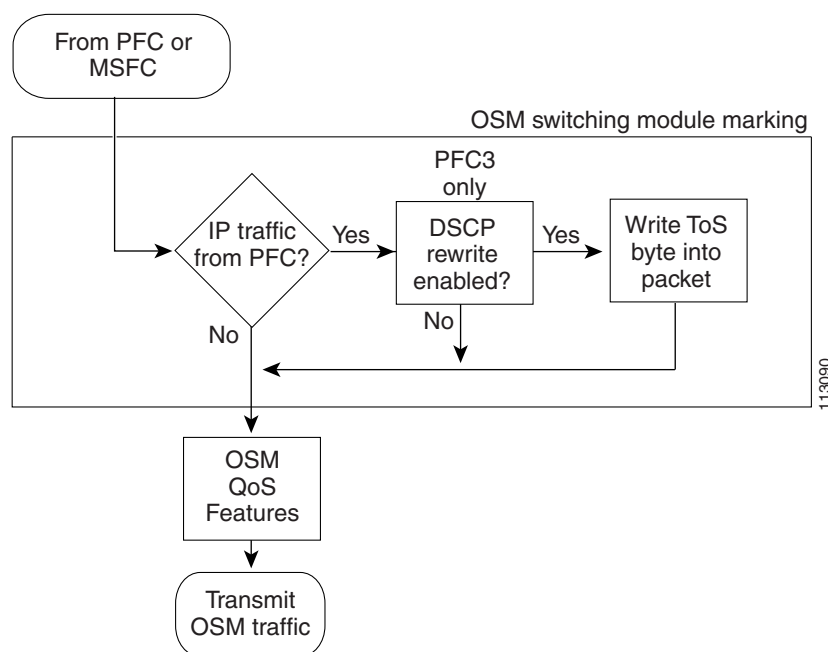 From PFC or
MSFC
OSM switching module marking
PFC3
only
IP traffic
from PFC?
Yes
DSCP
rewrite
enabled?
Yes
Write ToS
byte into
packet
No
No
113090
OSM
QoS
Features
Transmit
OSM traffic